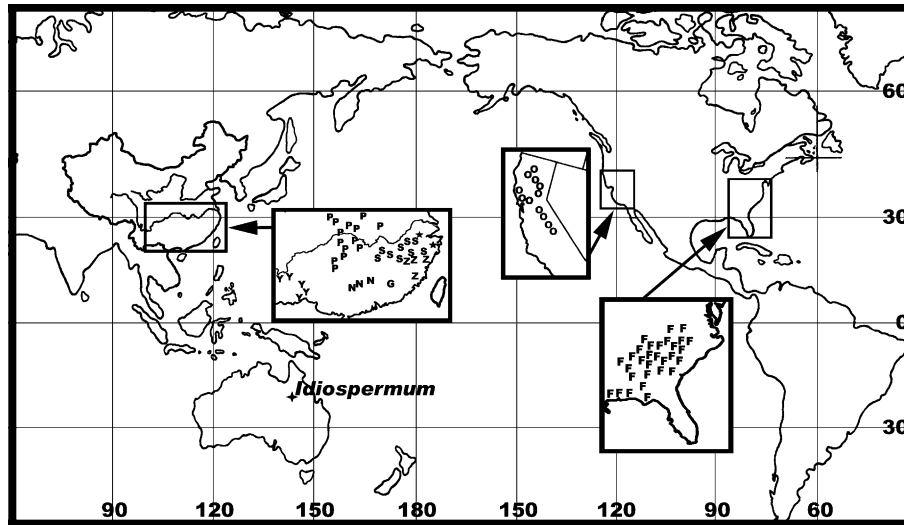 60
30
0
30
P P P P
P P P P P P P P P
S S S S S S S S S S
Z Z Z Z
Y Y Y Y Y
N N N G
O O O O O O O O O O O O O
F F F F F F F F F F F F F F F F F F F F F F F F
Idiospermum
90 120 150 180 150 120 90 60